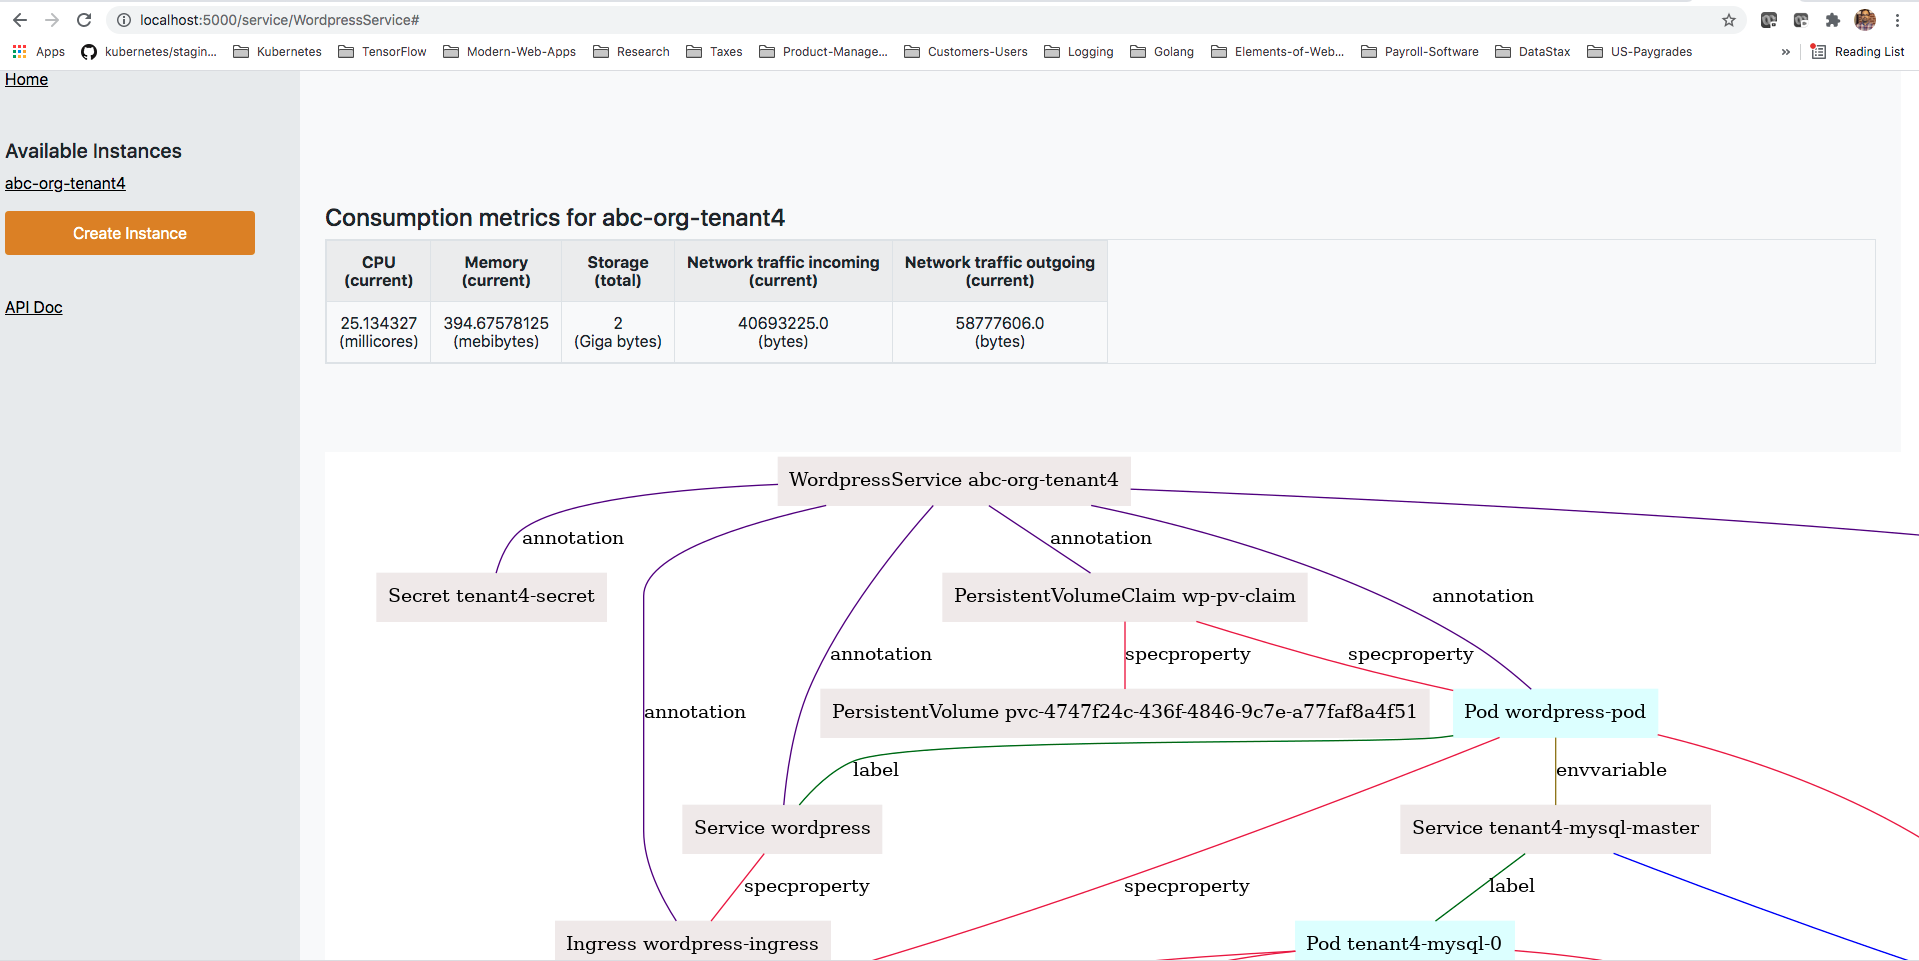 localhost:5000/service/WordpressService#
Apps kubernetes/stagin... Kubernetes TensorFlow Modern-Web-Apps Research Taxes Product-Manage... Customers-Users Logging Golang Elements-of-Web... Payroll-Software DataStax US-Paygrades » Reading List
Home
Available Instances
abc-org-tenant4
Create Instance
API Doc
Consumption metrics for abc-org-tenant4
CPU Memory Storage Network traffic incoming Network traffic outgoing
(current) (current) (total) (current) (current)
25.134327 394.67578125 2 40693225.0 58777606.0
(millicores) (mebibytes) (Giga bytes) (bytes) (bytes)
WordpressService abc-org-tenant4
annotation annotation
Secret tenant4-secret PersistentVolumeClaim wp-pv-claim annotation
annotation specproperty specproperty
annotation PersistentVolume pvc-4747f24c-436f-4846-9c7e-a77faf8a4f51 Pod wordpress-pod
label envvariable
Service wordpress Service tenant4-mysql-master
specproperty specproperty label
Ingress wordpress-ingress Pod tenant4-mysql-0